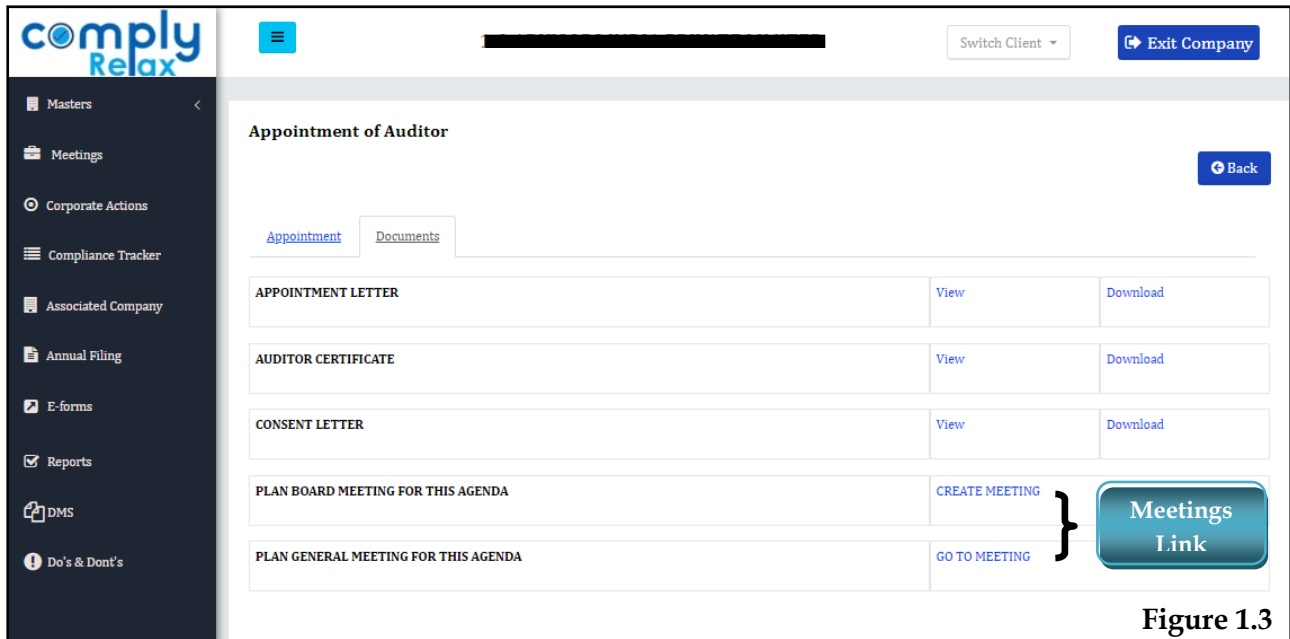 comply
Relax
Switch Client
Exit Company
Masters
Meetings
Corporate Actions
Compliance Tracker
Associated Company
Annual Filing
E-forms
Reports
DMS
Do's & Dont's
Appointment of Auditor
Back
Appointment Documents
APPOINTMENT LETTER View Download
AUDITOR CERTIFICATE View Download
CONSENT LETTER View Download
PLAN BOARD MEETING FOR THIS AGENDA CREATE MEETING
PLAN GENERAL MEETING FOR THIS AGENDA GO TO MEETING
Meetings
Link
Figure 1.3